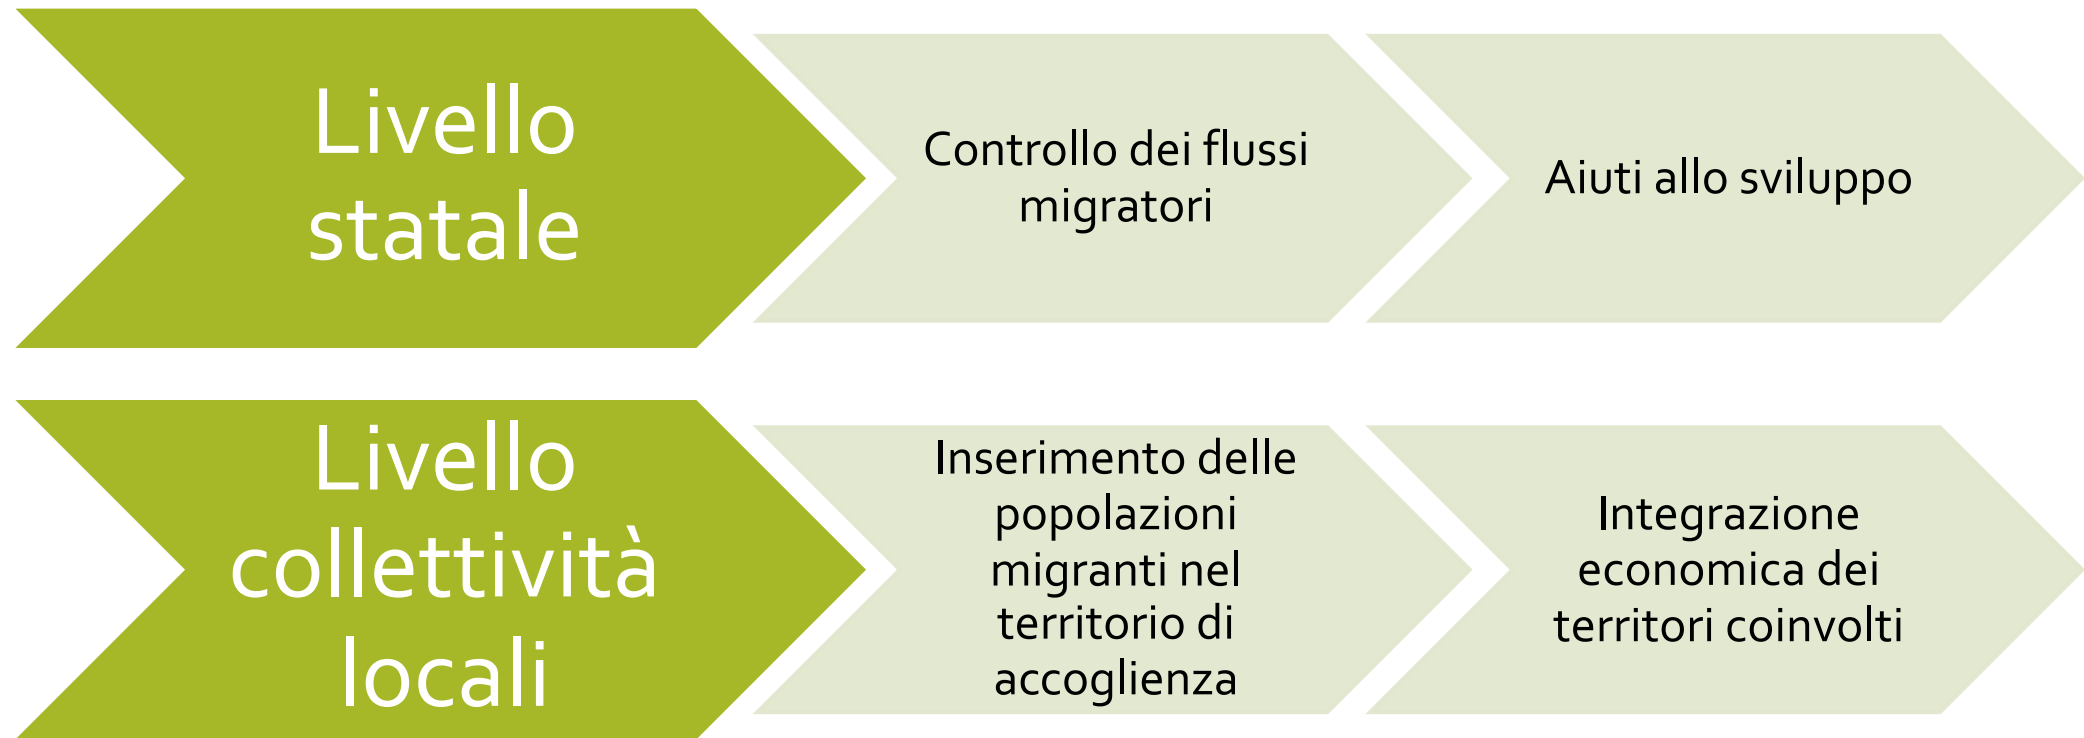 Livello
statale
Controllo dei flussi
migratori
Aiuti allo sviluppo
Livello
collettività
locali
Inserimento delle
popolazioni
migranti nel
territorio di
accoglienza
Integrazione
economica dei
territori coinvolti